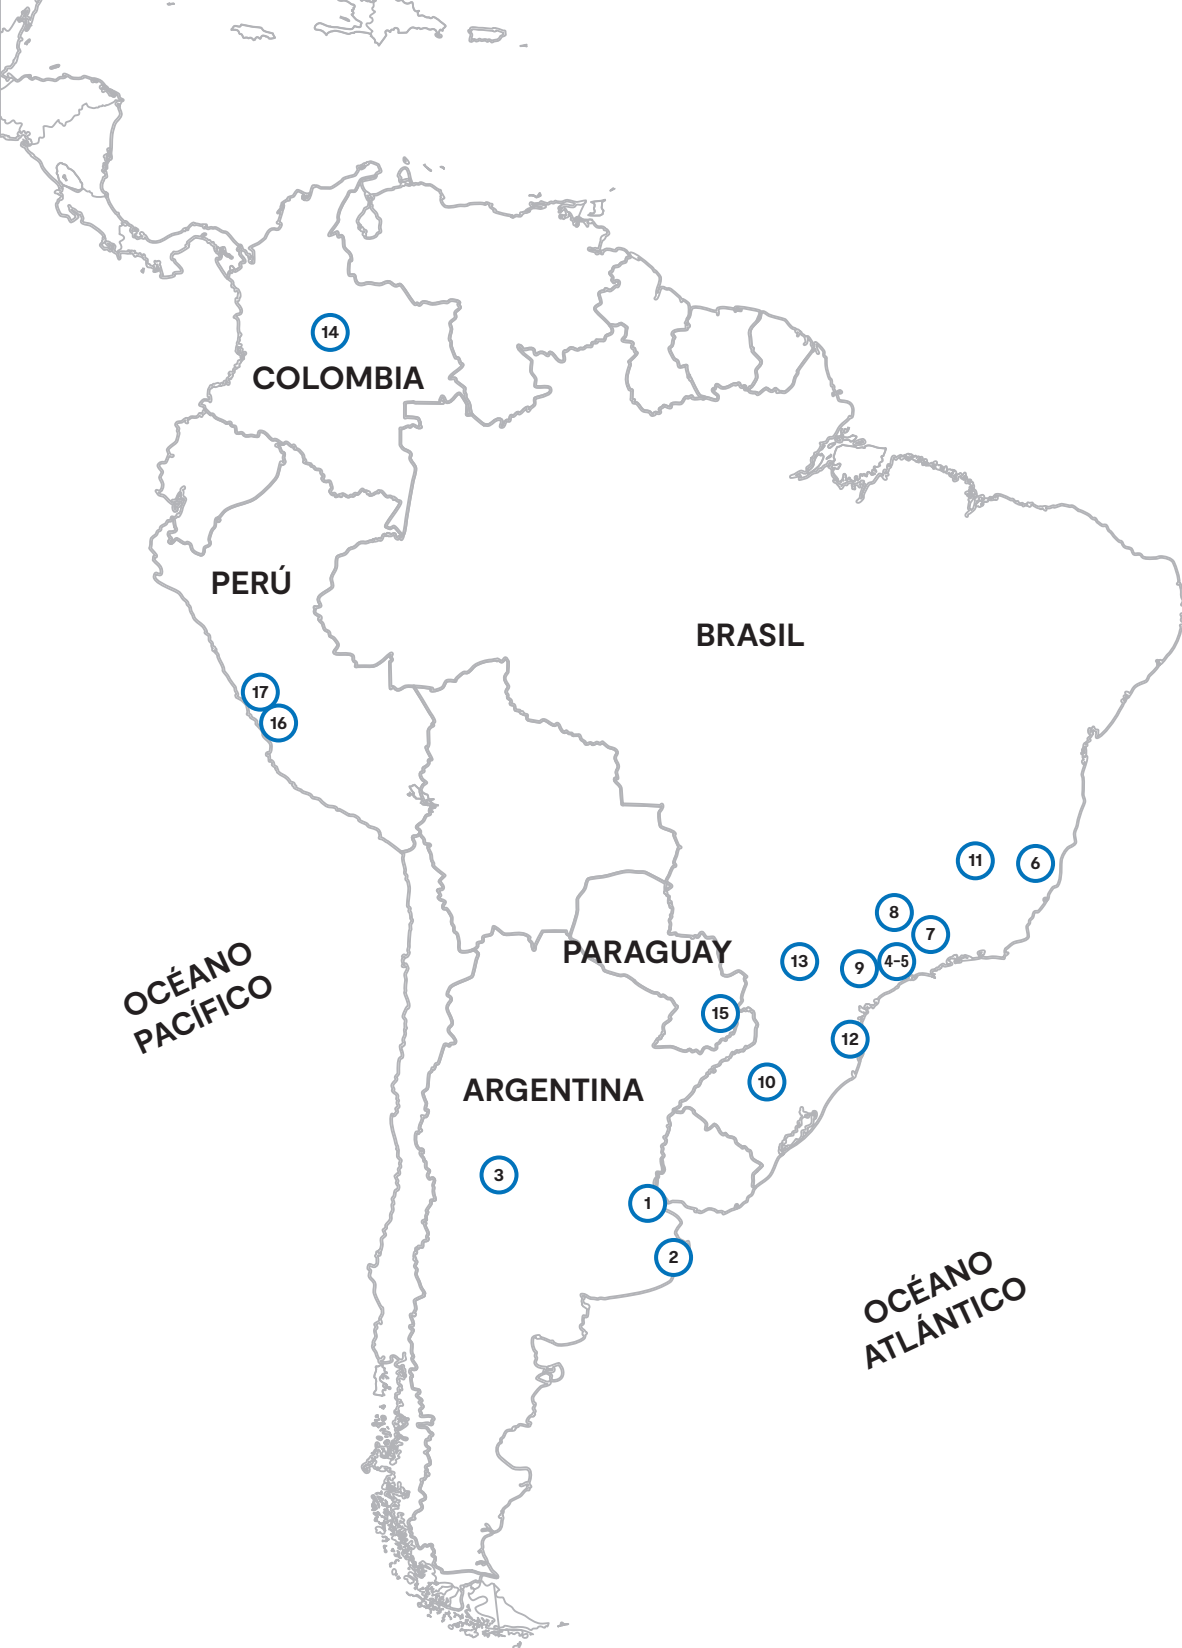 14
COLOMBIA
PERÚ
BRASIL
17
16
11
6
8
7
OCÉANO
PACÍFICO
PARAGUAY
13
9
4-5
15
12
10
ARGENTINA
3
1
2
OCÉANO
ATLÁNTICO